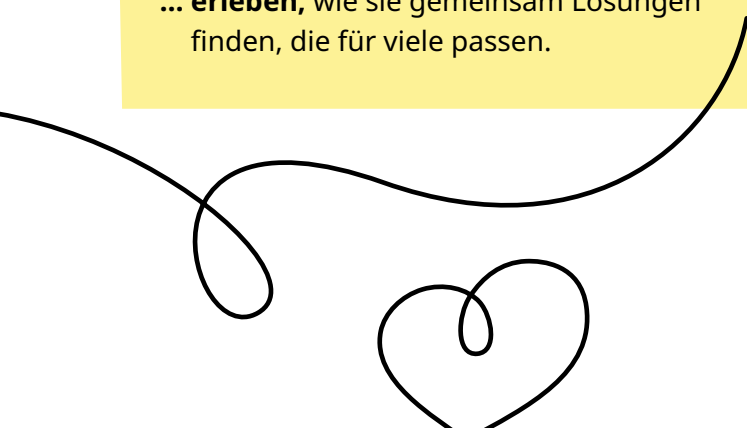 ... erleben, wie sie gemeinsam Lösungen
finden, die für viele passen.